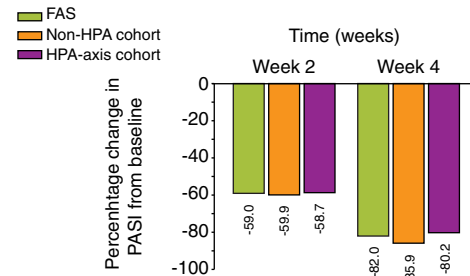 FAS
Non-HPA cohort
HPA-axis cohort
Time (weeks)
Week 2
Week 4
Percenhtage change in
PASI from baseline
0
-20
-40
-60
-80
-100
-59.0
-59.9
-58.7
-82.0
-80.2